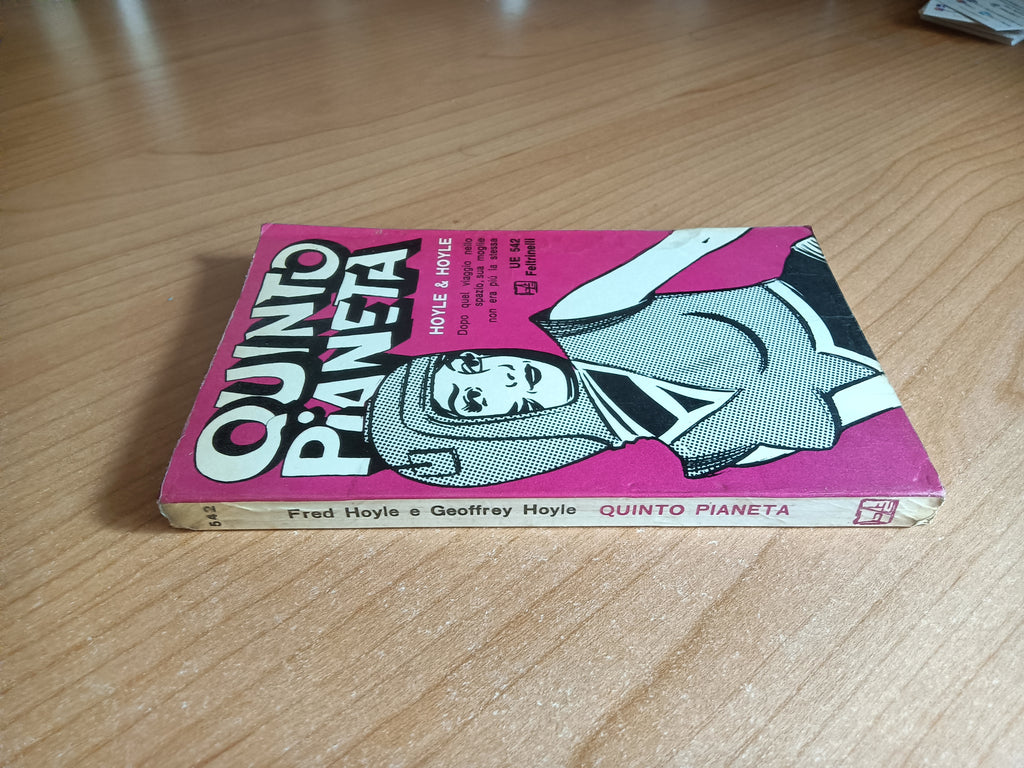 QUINTO
PiANETA
HOYLE & HOYLE
Dopo quel viaggio nello
spazio, sua moglie
non era più la stessa
UE 542
Feltrinelli
542
Fred Hoyle e Geoffrey Hoyle QUINTO PIANETA